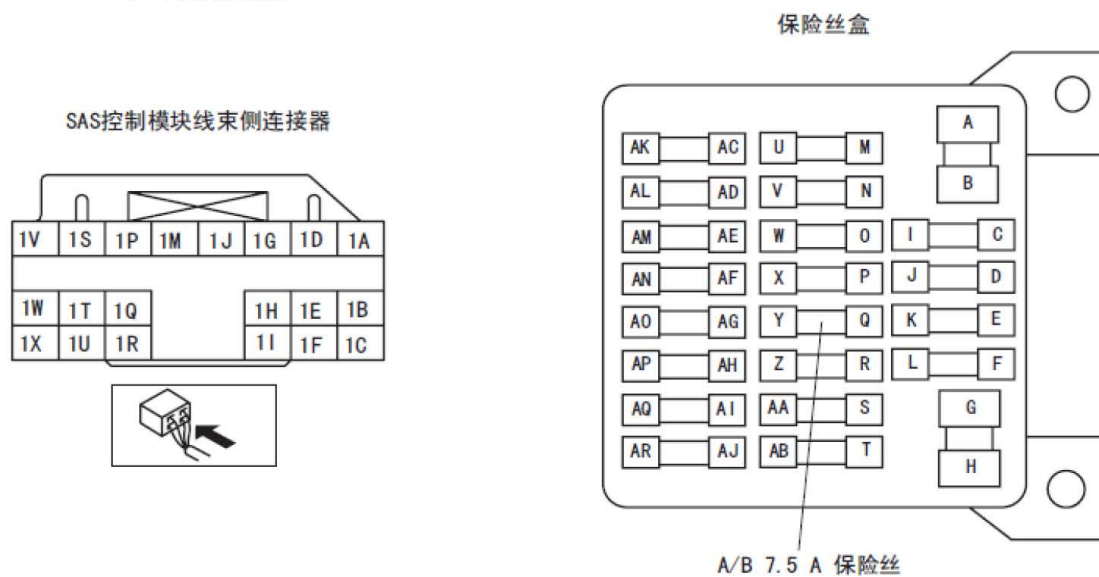 保险丝盒
SAS控制模块线束侧连接器
1V 1S 1P 1M 1J 1G 1D 1A
1W 1T 1Q 1H 1E 1B
1X 1U 1R 1I 1F 1C
A
B
AK AC U M
AL AD V N
AM AE W O I C
AN AF X P J D
AO AG Y Q K E
AP AH Z R L F
AQ AI AA S
AR AJ AB T
G
H
A/B 7.5 A 保险丝